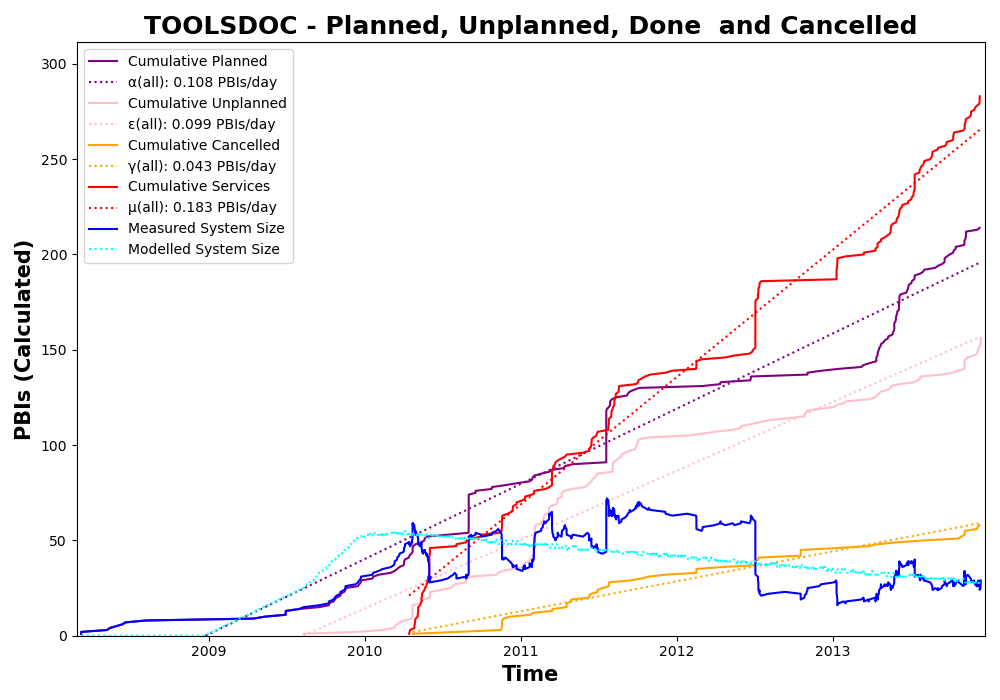 TOOLSDOC - Planned, Unplanned, Done  and Cancelled
PBIs (Calculated)
300
250
200
150
100
50
0
Cumulative Planned
α(all): 0.108 PBIs/day
Cumulative Unplanned
ε(all): 0.099 PBIs/day
Cumulative Cancelled
γ(all): 0.043 PBIs/day
Cumulative Services
μ(all): 0.183 PBIs/day
Measured System Size
Modelled System Size
2009
2010
2011
2012
2013
Time